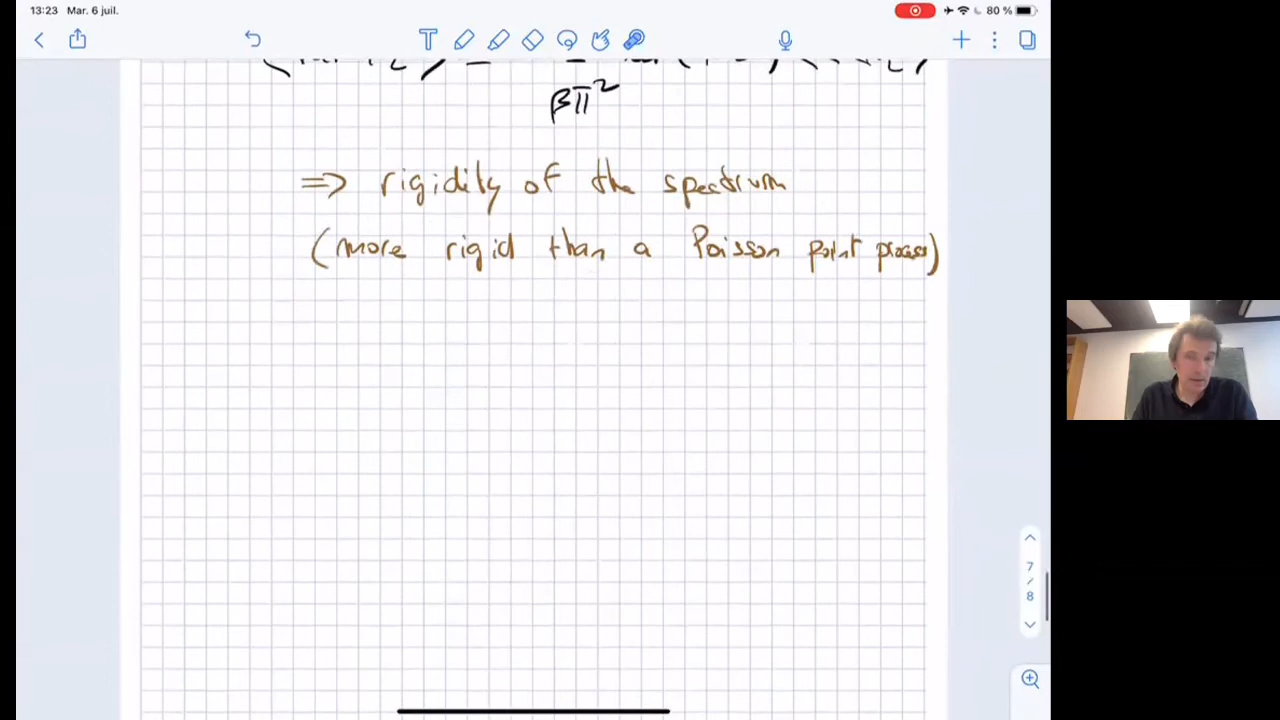 13:23 Mar. 6 juil.
80 %
βπ²
⇒ rigidity of the spectrum
(more rigid than a Poisson point process)
7
/
8